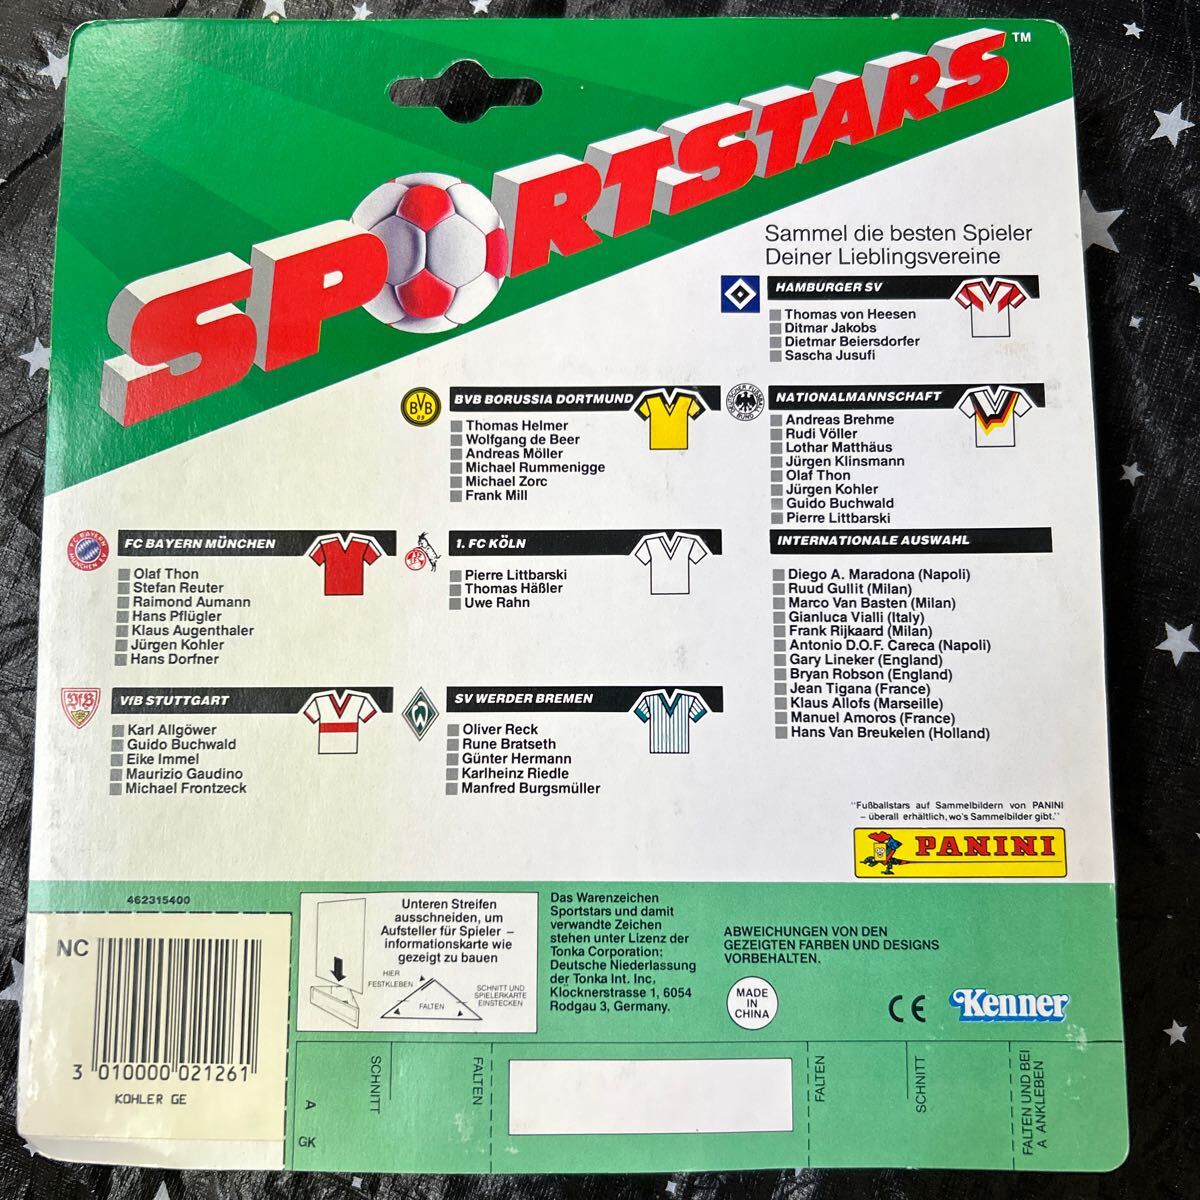 SPORTSTARS™
Sammel die besten Spieler
Deiner Lieblingsvereine
HAMBURGER SV
Thomas von Heesen
Ditmar Jakobs
Dietmar Beiersdorfer
Sascha Jusufi
BVB 09
BVB BORUSSIA DORTMUND
Thomas Helmer
Wolfgang de Beer
Andreas Möller
Michael Rummenigge
Michael Zorc
Frank Mill
DEUTSCHER FUSSBALL BUND
NATIONALMANNSCHAFT
Andreas Brehme
Rudi Völler
Lothar Matthäus
Jürgen Klinsmann
Olaf Thon
Jürgen Kohler
Guido Buchwald
Pierre Littbarski
FC BAYERN MÜNCHEN EV
FC BAYERN MÜNCHEN
Olaf Thon
Stefan Reuter
Raimond Aumann
Hans Pflügler
Klaus Augenthaler
Jürgen Kohler
Hans Dorfner
1. FC KÖLN
Pierre Littbarski
Thomas Häßler
Uwe Rahn
INTERNATIONALE AUSWAHL
Diego A. Maradona (Napoli)
Ruud Gullit (Milan)
Marco Van Basten (Milan)
Gianluca Vialli (Italy)
Frank Rijkaard (Milan)
Antonio D.O.F. Careca (Napoli)
Gary Lineker (England)
Bryan Robson (England)
Jean Tigana (France)
Klaus Allofs (Marseille)
Manuel Amoros (France)
Hans Van Breukelen (Holland)
VfB
VfB STUTTGART
Karl Allgöwer
Guido Buchwald
Eike Immel
Maurizio Gaudino
Michael Frontzeck
W
SV WERDER BREMEN
Oliver Reck
Rune Bratseth
Günter Hermann
Karlheinz Riedle
Manfred Burgsmüller
"Fußballstars auf Sammelbildern von PANINI
– überall erhältlich, wo's Sammelbilder gibt."
PANINI
462315400
NC
3 010000 021261
KOHLER GE
Unteren Streifen
ausschneiden, um
Aufsteller für Spieler –
informationskarte wie
gezeigt zu bauen
HIER
FESTKLEBEN
FALTEN
SCHNITT UND
SPIELERKARTE
EINSTECKEN
Das Warenzeichen
Sportstars und damit
verwandte Zeichen
stehen unter Lizenz der
Tonka Corporation;
Deutsche Niederlassung
der Tonka Int. Inc.
Klöcknerstrasse 1, 6054
Rodgau 3, Germany.
ABWEICHUNGEN VON DEN
GEZEIGTEN FARBEN UND DESIGNS
VORBEHALTEN.
MADE
IN
CHINA
CE
Kenner
A
GK
SCHNITT
FALTEN
FALTEN
SCHNITT
FALTEN UND BEI
A ANKLEBEN